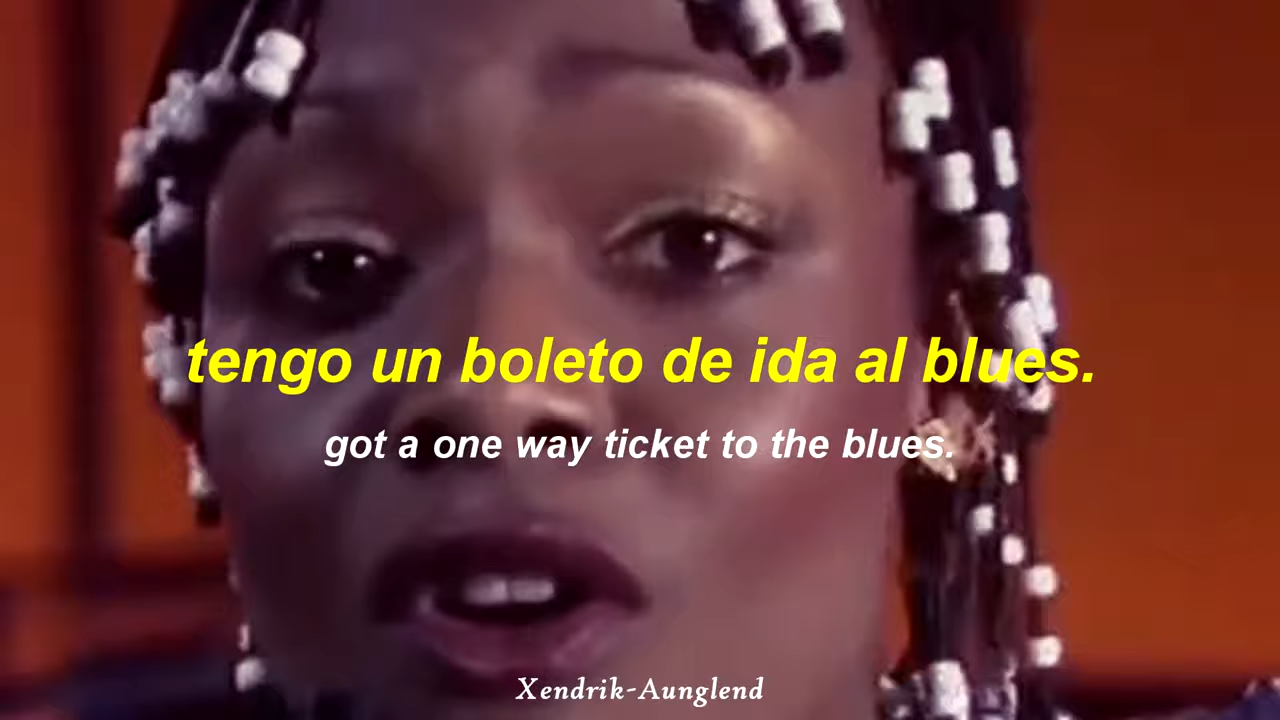 tengo un boleto de ida al blues.
got a one way ticket to the blues.
Xendrik-Aunglend